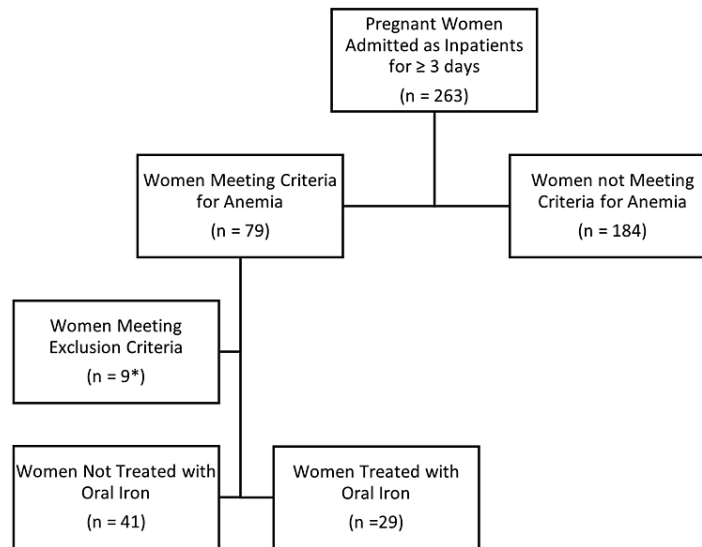 Pregnant Women
Admitted as Inpatients
for ≥ 3 days
(n = 263)
Women Meeting Criteria
for Anemia
(n = 79)
Women not Meeting
Criteria for Anemia
(n = 184)
Women Meeting
Exclusion Criteria
(n = 9*)
Women Not Treated with
Oral Iron
(n = 41)
Women Treated with
Oral Iron
(n =29)